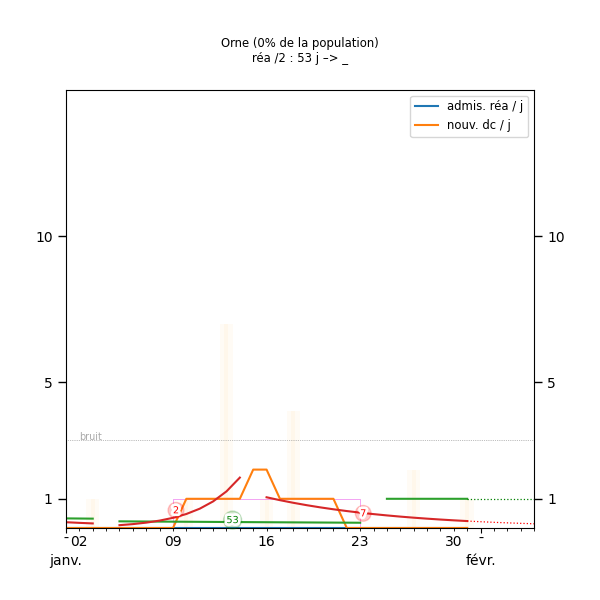 Orne (0% de la population)
réa /2 : 53 j –> _
admis. réa / j
nouv. dc / j
10 10
5 5
bruit
1 1
2
53
7
02 09 16 23 30
janv. févr.